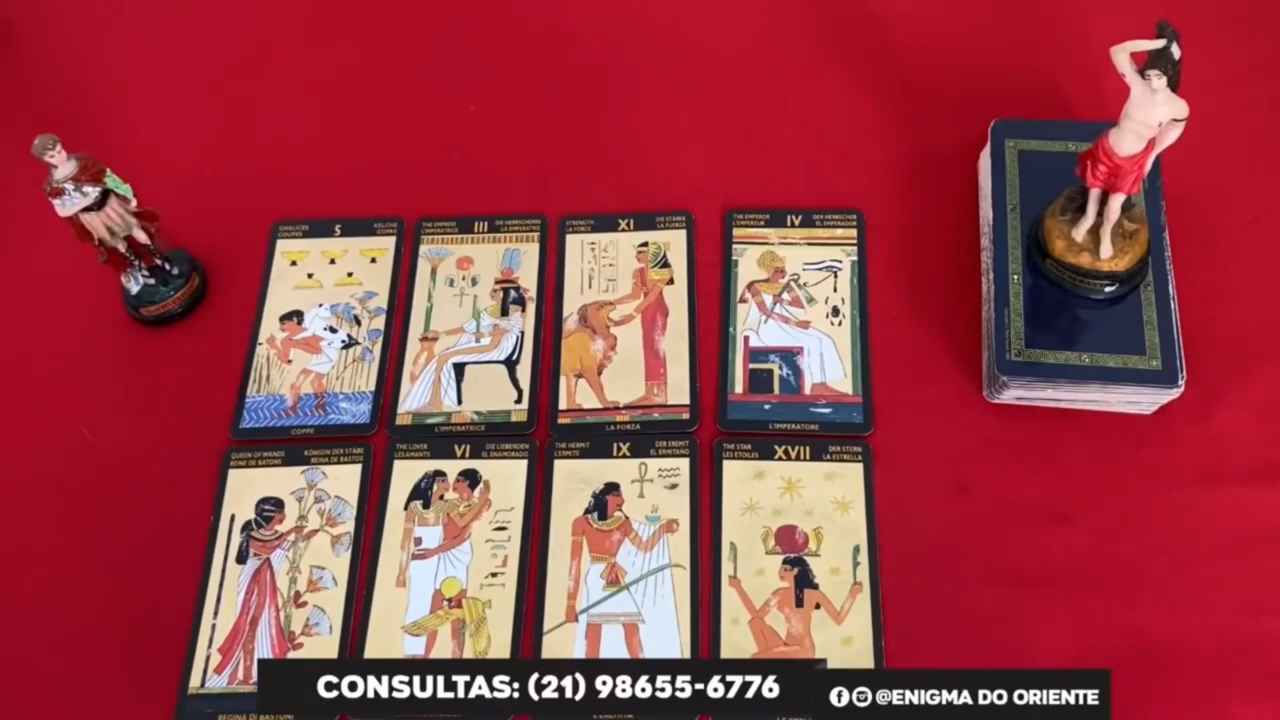 CHALICES 5 KELCHE
COUPES COPAS
THE EMPRESS III DIE HERRSCHERIN
L'IMPERATRICE LA EMPERATRIZ
STRENGTH XI DIE STÄRKE
LA FORCE LA FUERZA
THE EMPEROR IV DER HERRSCHER
L'EMPEREUR EL EMPERADOR
COPPE
L'IMPERATRICE
LA FORZA
L'IMPERATORE
QUEEN OF WANDS KÖNIGIN DER STÄBE
REINE DE BATONS REINA DE BASTOS
THE LOVER VI DIE LIEBENDEN
LES AMANTS EL ENAMORADO
THE HERMIT IX DER EREMIT
L'ERMITE EL ERMITAÑO
THE STAR XVII DER STERN
LES ETOILES LA ESTRELLA
REGINA DI BASTONI
CONSULTAS: (21) 98655-6776
@ENIGMA DO ORIENTE